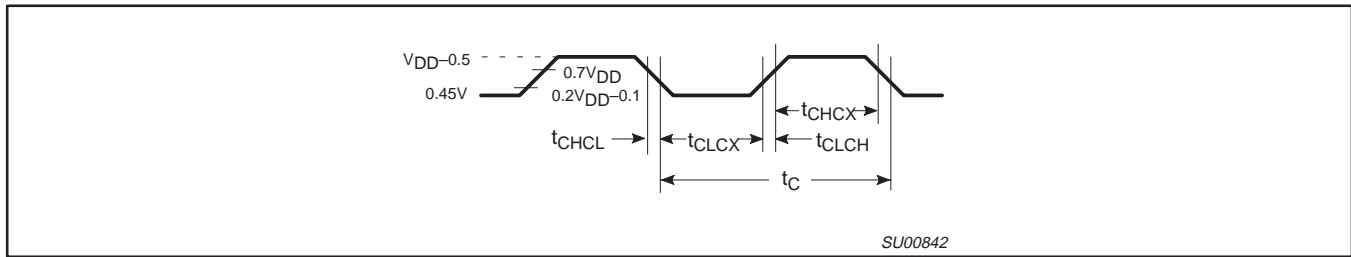 VDD–0.5
0.7VDD
0.45V
0.2VDD–0.1
tCHCX
tCHCL
tCLCX
tCLCH
tC
SU00842